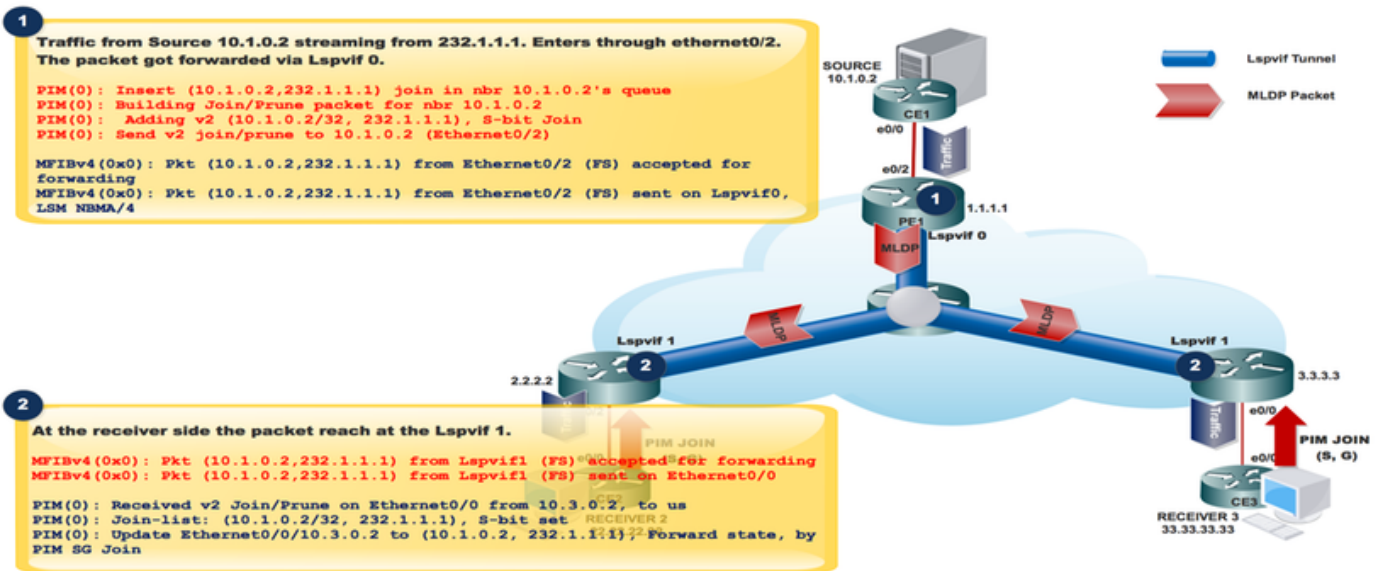 1
Traffic from Source 10.1.0.2 streaming from 232.1.1.1. Enters through ethernet0/2.
The packet got forwarded via Lspvif 0.
PIM(0): Insert (10.1.0.2,232.1.1.1) join in nbr 10.1.0.2's queue
PIM(0): Building Join/Prune packet for nbr 10.1.0.2
PIM(0):  Adding v2 (10.1.0.2/32, 232.1.1.1), S-bit Join
PIM(0): Send v2 join/prune to 10.1.0.2 (Ethernet0/2)
MFIBv4(0x0): Pkt (10.1.0.2,232.1.1.1) from Ethernet0/2 (FS) accepted for
forwarding
MFIBv4(0x0): Pkt (10.1.0.2,232.1.1.1) from Ethernet0/2 (FS) sent on Lspvif0,
LSM NBMA/4
SOURCE
10.1.0.2
CE1
e0/0
Traffic
e0/2
1
1.1.1.1
PE1
Lspvif 0
MLDP
Lspvif Tunnel
MLDP Packet
MLDP
MLDP
Lspvif 1
2
2.2.2.2
Lspvif 1
2
3.3.3.3
e0/0
Traffic
PIM JOIN
(S, G)
e0/0
CE3
RECEIVER 3
33.33.33.33
2
At the receiver side the packet reach at the Lspvif 1.
PIM JOIN
MFIBv4(0x0): Pkt (10.1.0.2,232.1.1.1) from Lspvif1 (FS) accepted for forwarding
MFIBv4(0x0): Pkt (10.1.0.2,232.1.1.1) from Lspvif1 (FS) sent on Ethernet0/0
CE2
PIM(0): Received v2 Join/Prune on Ethernet0/0 from 10.3.0.2, to us
PIM(0): Join-list: (10.1.0.2/32, 232.1.1.1), S-bit set
RECEIVER 2
PIM(0): Update Ethernet0/0/10.3.0.2 to (10.1.0.2, 232.1.1.1), Forward state, by
PIM SG Join